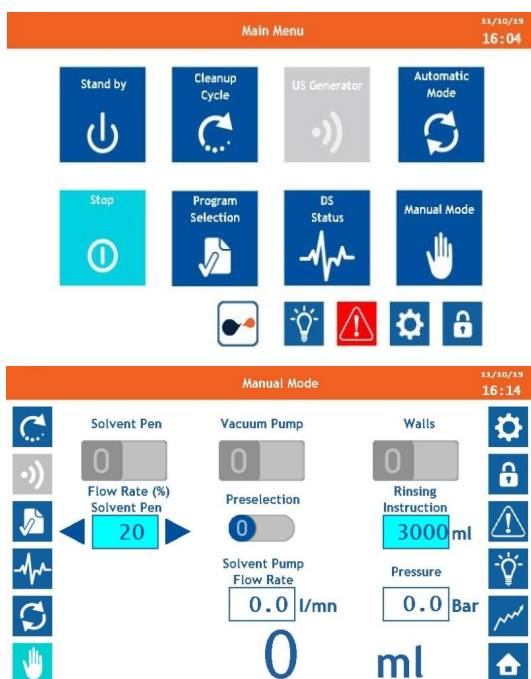 Main Menu
11/10/19
16:04
Stand by
Cleanup
Cycle
US Generator
Automatic
Mode
Stop
Program
Selection
DS
Status
Manual Mode
Manual Mode
11/10/19
16:14
Solvent Pen
Vacuum Pump
Walls
0
0
0
Flow Rate (%)
Solvent Pen
20
Preselection
0
Rinsing
Instruction
3000 ml
Solvent Pump
Flow Rate
0.0 l/mn
Pressure
0.0 Bar
0 ml